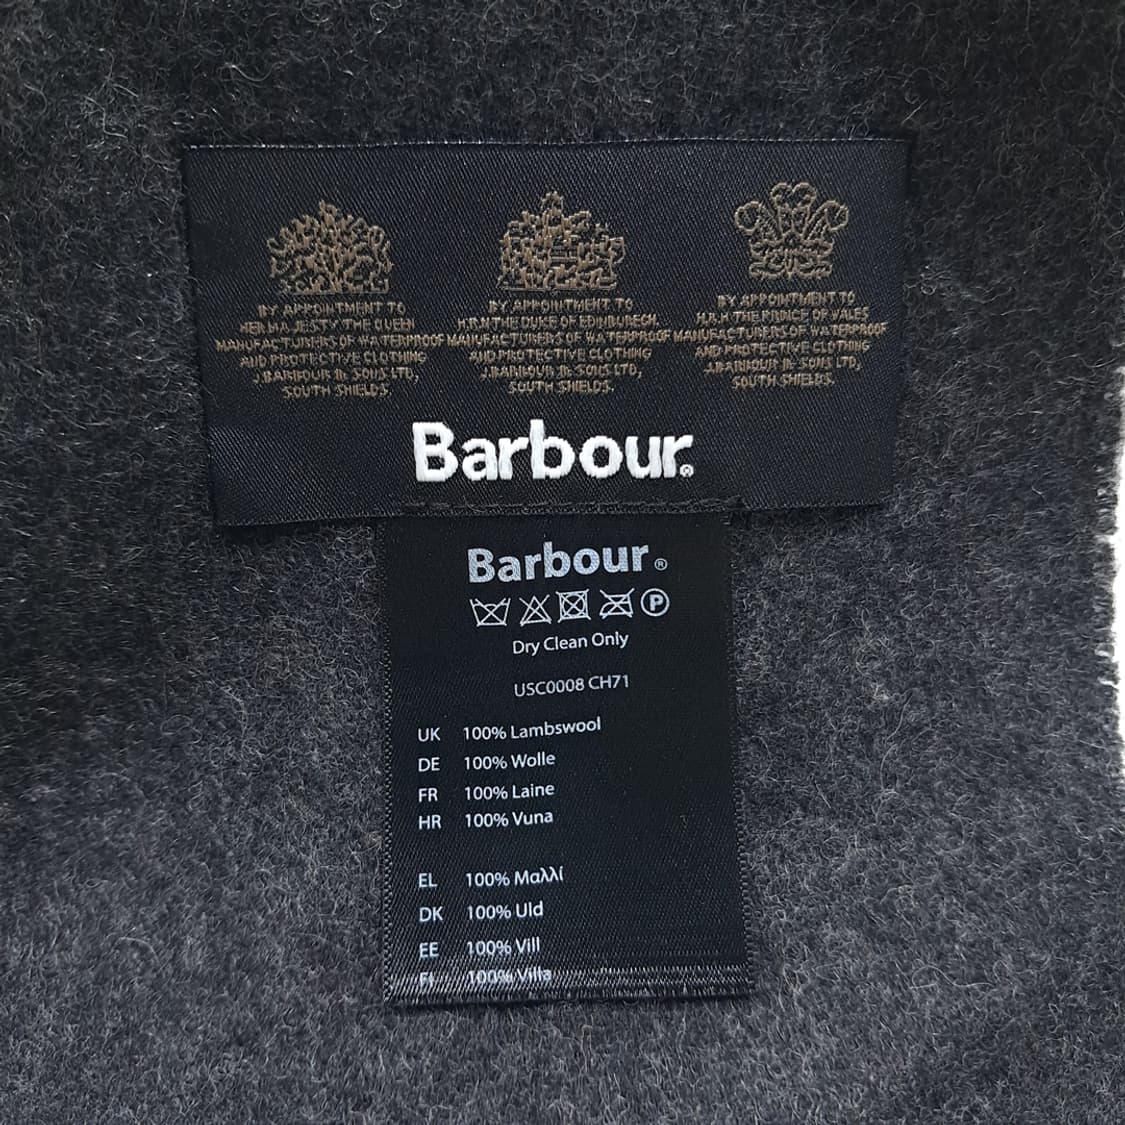 BY APPOINTMENT TO
HER MAJESTY THE QUEEN
MANUFACTURERS OF WATERPROOF
AND PROTECTIVE CLOTHING
J.BARBOUR & SONS LTD,
SOUTH SHIELDS.
BY APPOINTMENT TO
H.R.H THE DUKE OF EDINBURGH,
MANUFACTURERS OF WATERPROOF
AND PROTECTIVE CLOTHING
J.BARBOUR & SONS LTD,
SOUTH SHIELDS.
BY APPOINTMENT TO
H.R.H THE PRINCE OF WALES
MANUFACTURERS OF WATERPROOF
AND PROTECTIVE CLOTHING
J.BARBOUR & SONS LTD,
SOUTH SHIELDS.
Barbour®
Barbour®
P
Dry Clean Only
USC0008 CH71
UK 100% Lambswool
DE 100% Wolle
FR 100% Laine
HR 100% Vuna
EL 100% Μαλλί
DK 100% Uld
EE 100% Vill
FI 100% Villa